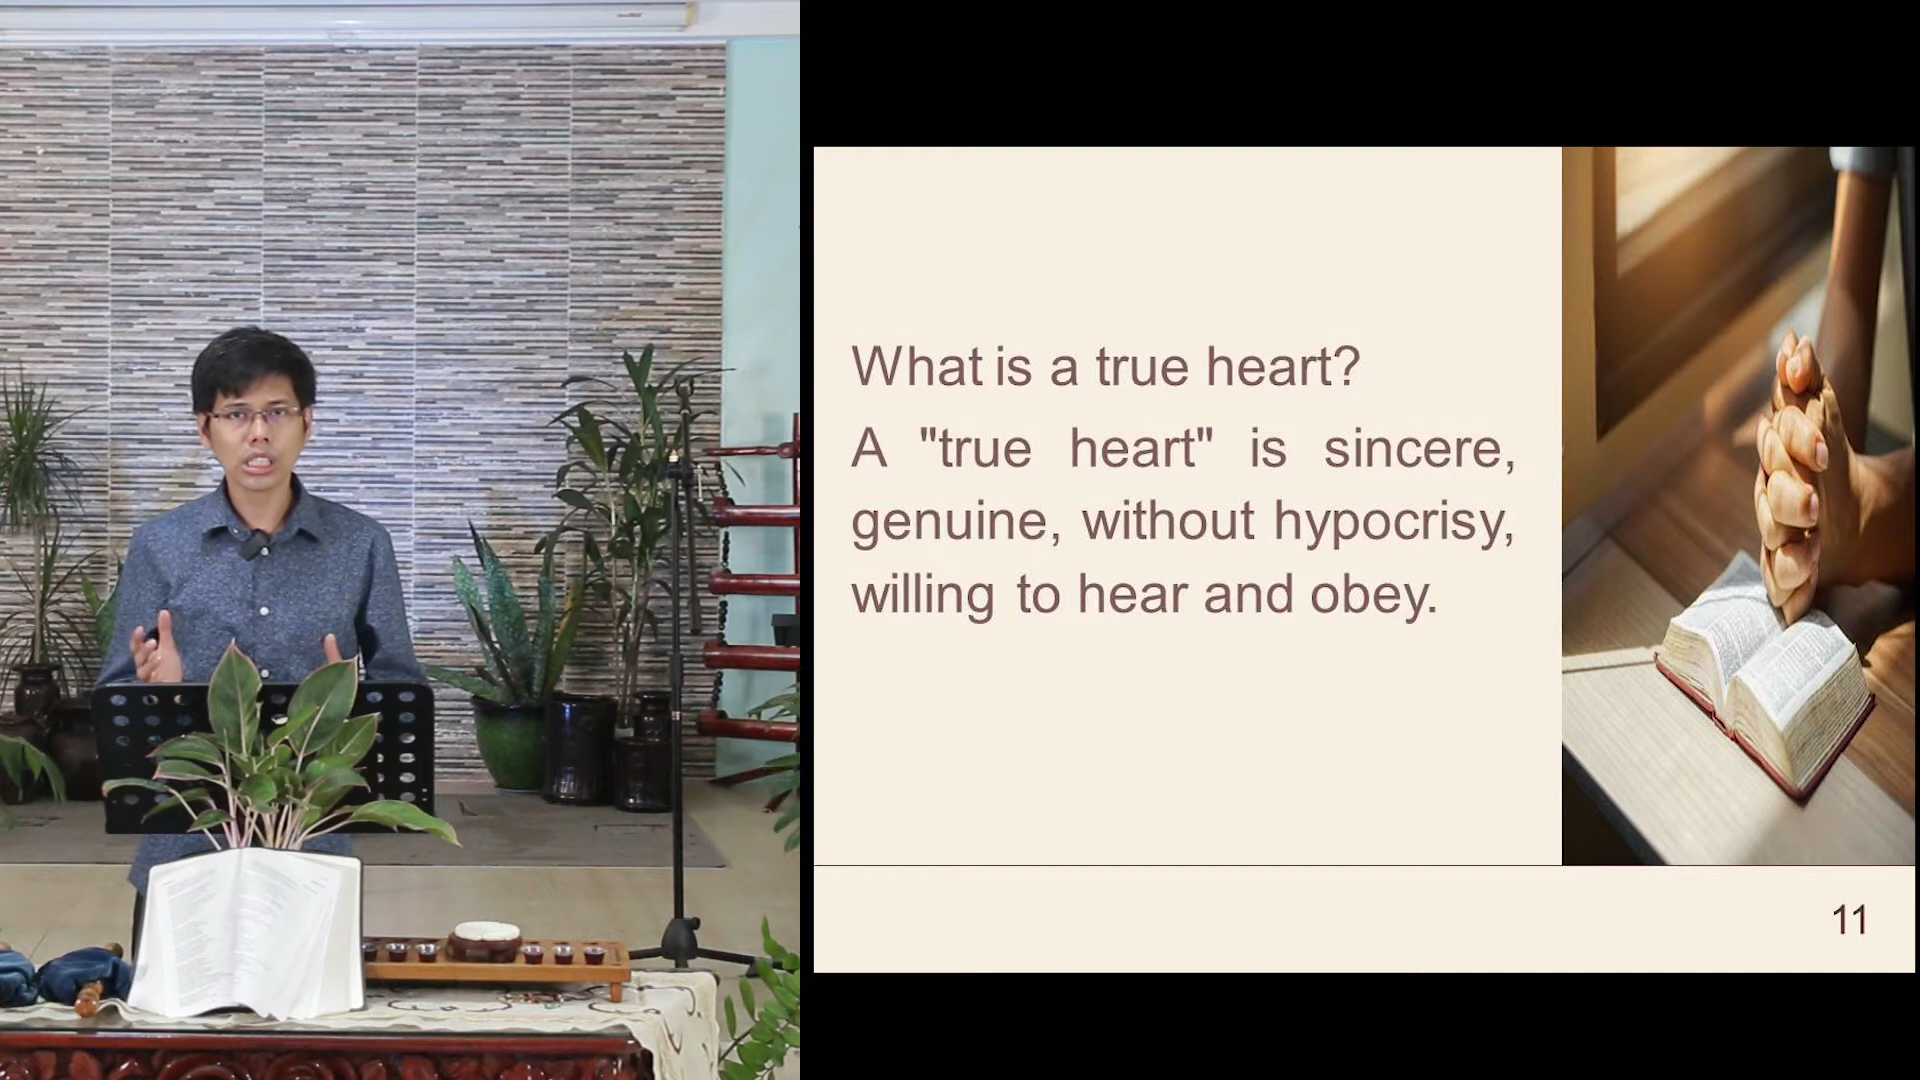 What is a true heart?
A "true heart" is sincere,
genuine, without hypocrisy,
willing to hear and obey.
11